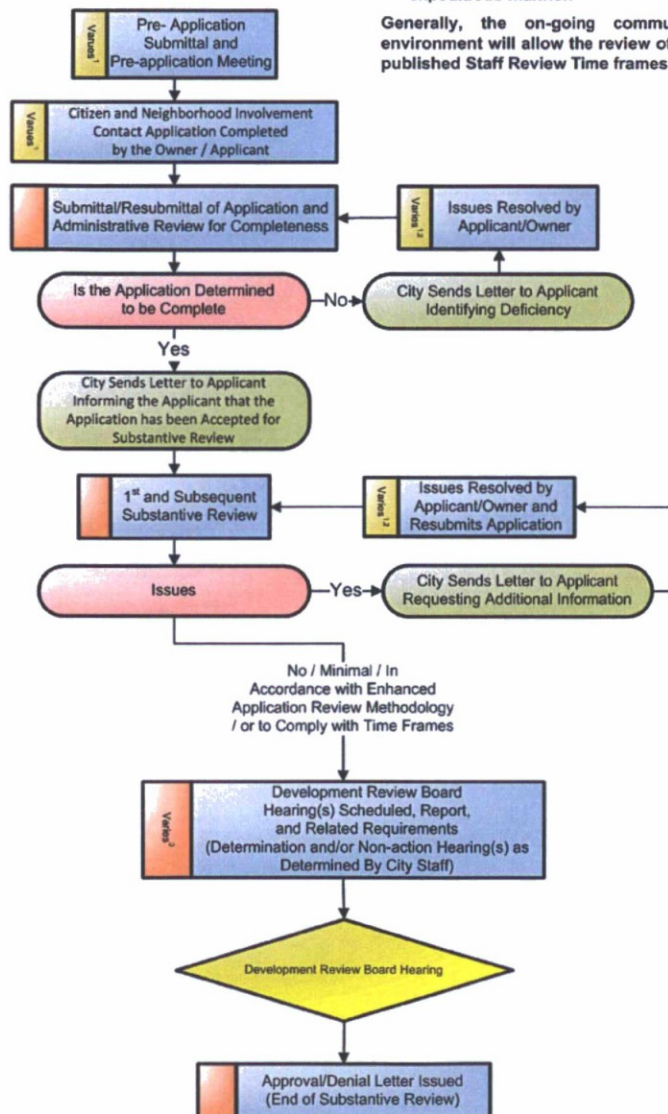 Generally, the on-going
environment will allow the review of
published Staff Review Time frames
Varies1
Pre- Application
Submittal and
Pre-application Meeting
Varies1
Citizen and Neighborhood Involvement
Contact Application Completed
by the Owner / Applicant
Submittal/Resubmittal of Application and
Administrative Review for Completeness
Varies1,2
Issues Resolved by
Applicant/Owner
Is the Application Determined
to be Complete
No
City Sends Letter to Applicant
Identifying Deficiency
Yes
City Sends Letter to Applicant
Informing the Applicant that the
Application has been Accepted for
Substantive Review
1st and Subsequent
Substantive Review
Varies1,2
Issues Resolved by
Applicant/Owner and
Resubmits Application
Issues
Yes
City Sends Letter to Applicant
Requesting Additional Information
No / Minimal / In
Accordance with Enhanced
Application Review Methodology
/ or to Comply with Time Frames
Varies
Development Review Board
Hearing(s) Scheduled, Report,
and Related Requirements
(Determination and/or Non-action Hearing(s) as
Determined By City Staff)
Development Review Board Hearing
Approval/Denial Letter Issued
(End of Substantive Review)